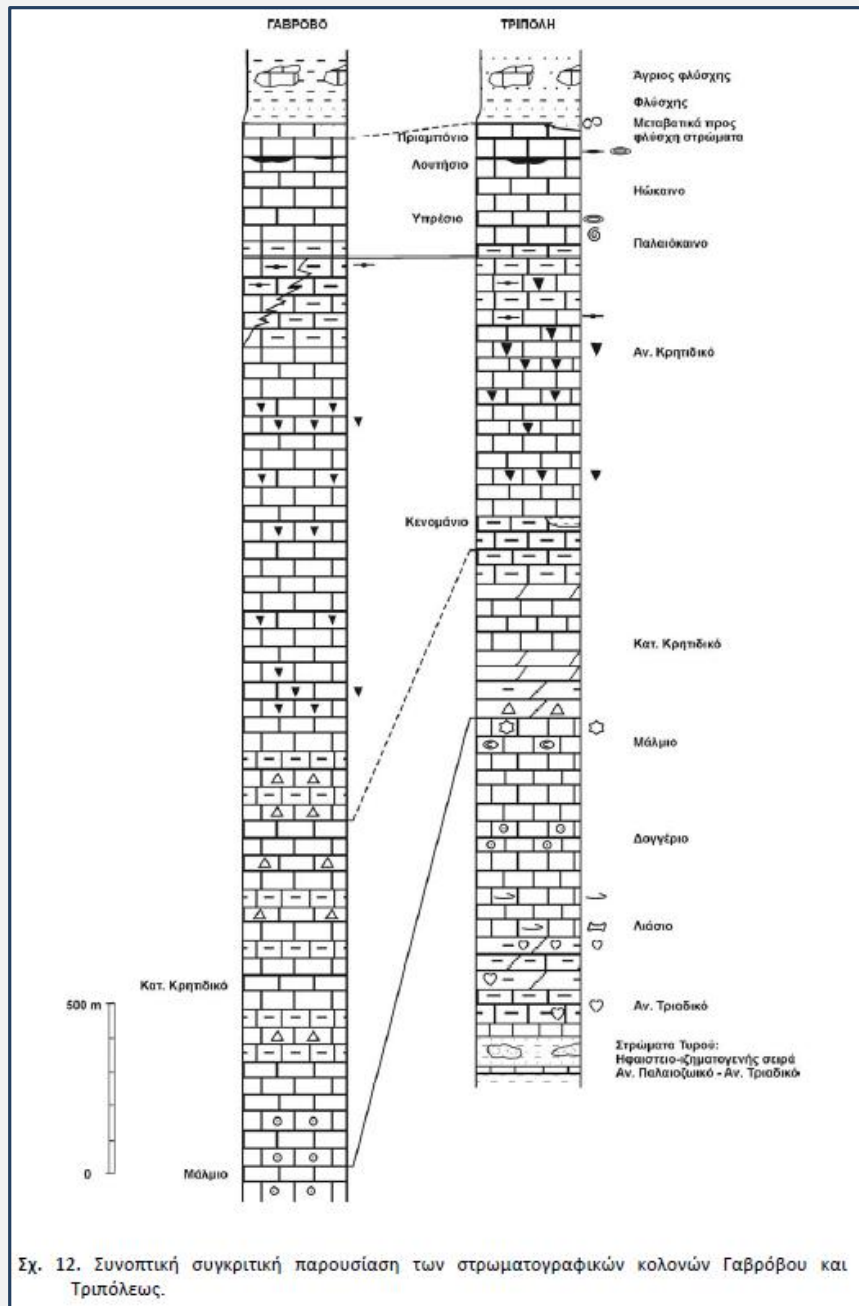 ΓΑΒΡΟΒΟ
ΤΡΙΠΟΛΗ
Άγριος φλύσχης
Φλύσχης
Μεταβατικά προς
φλύσχη στρώματα
Πριαμπόνιο
Λουτήσιο
Ηώκαινο
Υπρέσιο
Παλαιόκαινο
Αν. Κρητιδικό
Κενομάνιο
Κατ. Κρητιδικό
Μάλμιο
Δογγέριο
Λιάσιο
Κατ. Κρητιδικό
500 m
Αν. Τριαδικό
Στρώματα Τυρού:
Ηφαιστειο-ιζηματογενής σειρά
Αν. Παλαιοζωικό - Αν. Τριαδικό
0
Μάλμιο
Σχ. 12. Συνοπτική συγκριτική παρουσίαση των στρωματογραφικών κολονών Γαβρόβου και
Τριπόλεως.